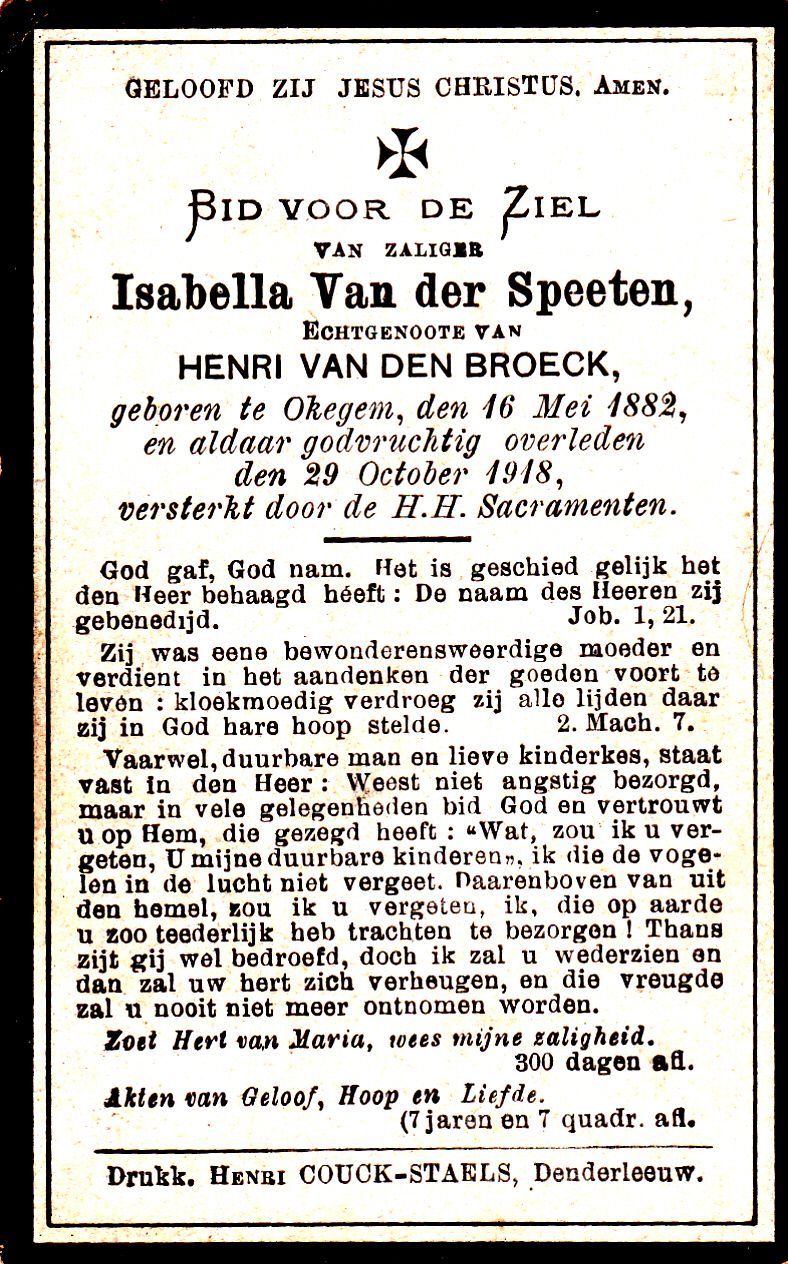 GELOOFD ZIJ JESUS CHRISTUS. AMEN.
BID VOOR DE ZIEL
VAN ZALIGER
Isabella Van der Speeten,
ECHTGENOOTE VAN
HENRI VAN DEN BROECK,
geboren te Okegem, den 16 Mei 1882,
en aldaar godvruchtig overleden
den 29 October 1918,
versterkt door de H.H. Sacramenten.
God gaf, God nam. Het is geschied gelijk het
den Heer behaagd héeft : De naam des Heeren zij
gebenedijd. Job. 1, 21.
Zij was eene bewonderensweerdige moeder en
verdient in het aandenken der goeden voort te
leven : kloekmoedig verdroeg zij alle lijden daar
zij in God hare hoop stelde. 2. Mach. 7.
Vaarwel, duurbare man en lieve kinderkes, staat
vast in den Heer : Weest niet angstig bezorgd,
maar in vele gelegenheden bid God en vertrouwt
u op Hem, die gezegd heeft : “Wat, zou ik u ver-
geten, U mijne duurbare kinderen„, ik die de voge-
len in de lucht niet vergeet. Daarenboven van uit
den hemel, zou ik u vergeten, ik, die op aarde
u zoo teederlijk heb trachten te bezorgen ! Thans
zijt gij wel bedroefd, doch ik zal u wederzien en
dan zal uw hert zich verheugen, en die vreugde
zal u nooit niet meer ontnomen worden.
Zoet Hert van Maria, wees mijne zaligheid.
300 dagen afl.
Akten van Geloof, Hoop en Liefde.
(7 jaren en 7 quadr. afl.
Drukk. HENRI COUCK-STAELS, Denderleeuw.